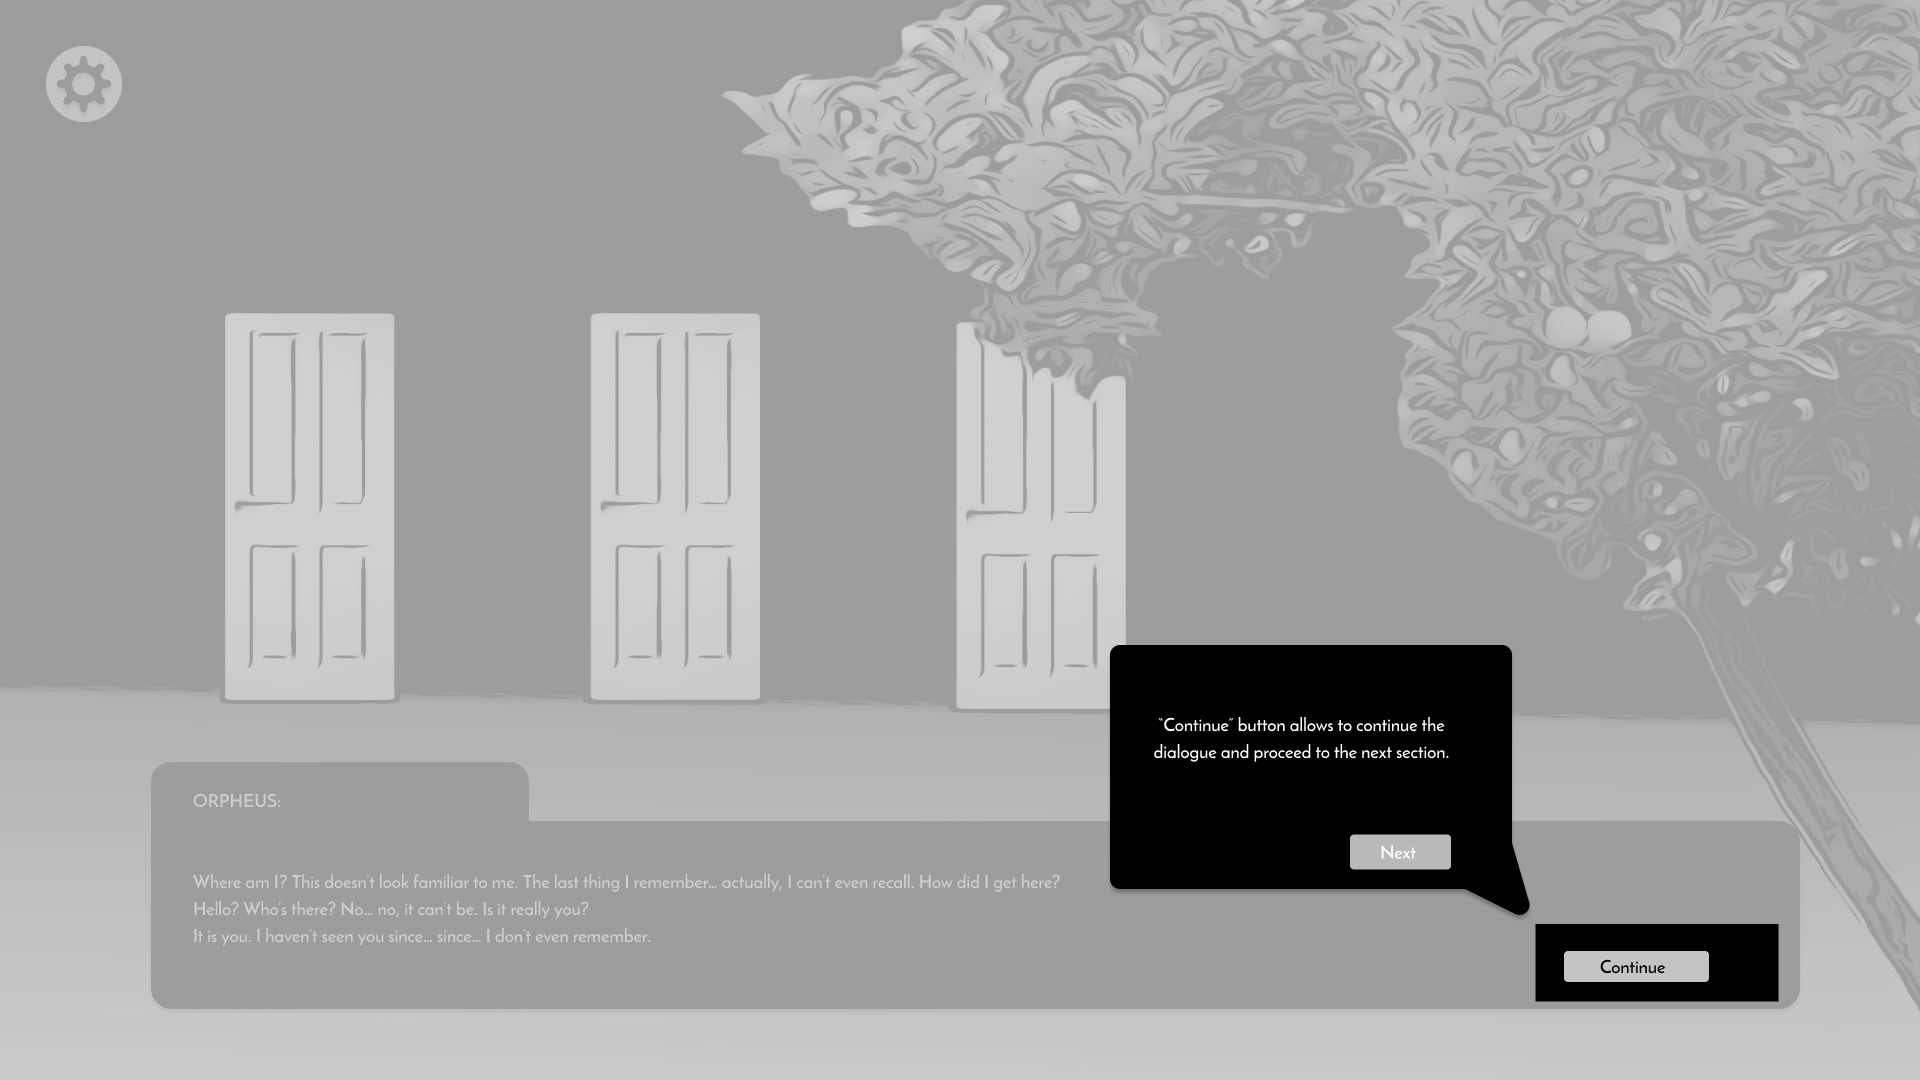 "Continue" button allows to continue the
dialogue and proceed to the next section.
Next
ORPHEUS:
Where am I? This doesn't look familiar to me. The last thing I remember... actually, I can't even recall. How did I get here?
Hello? Who's there? No... no, it can't be. Is it really you?
It is you. I haven't seen you since... since... I don't even remember.
Continue